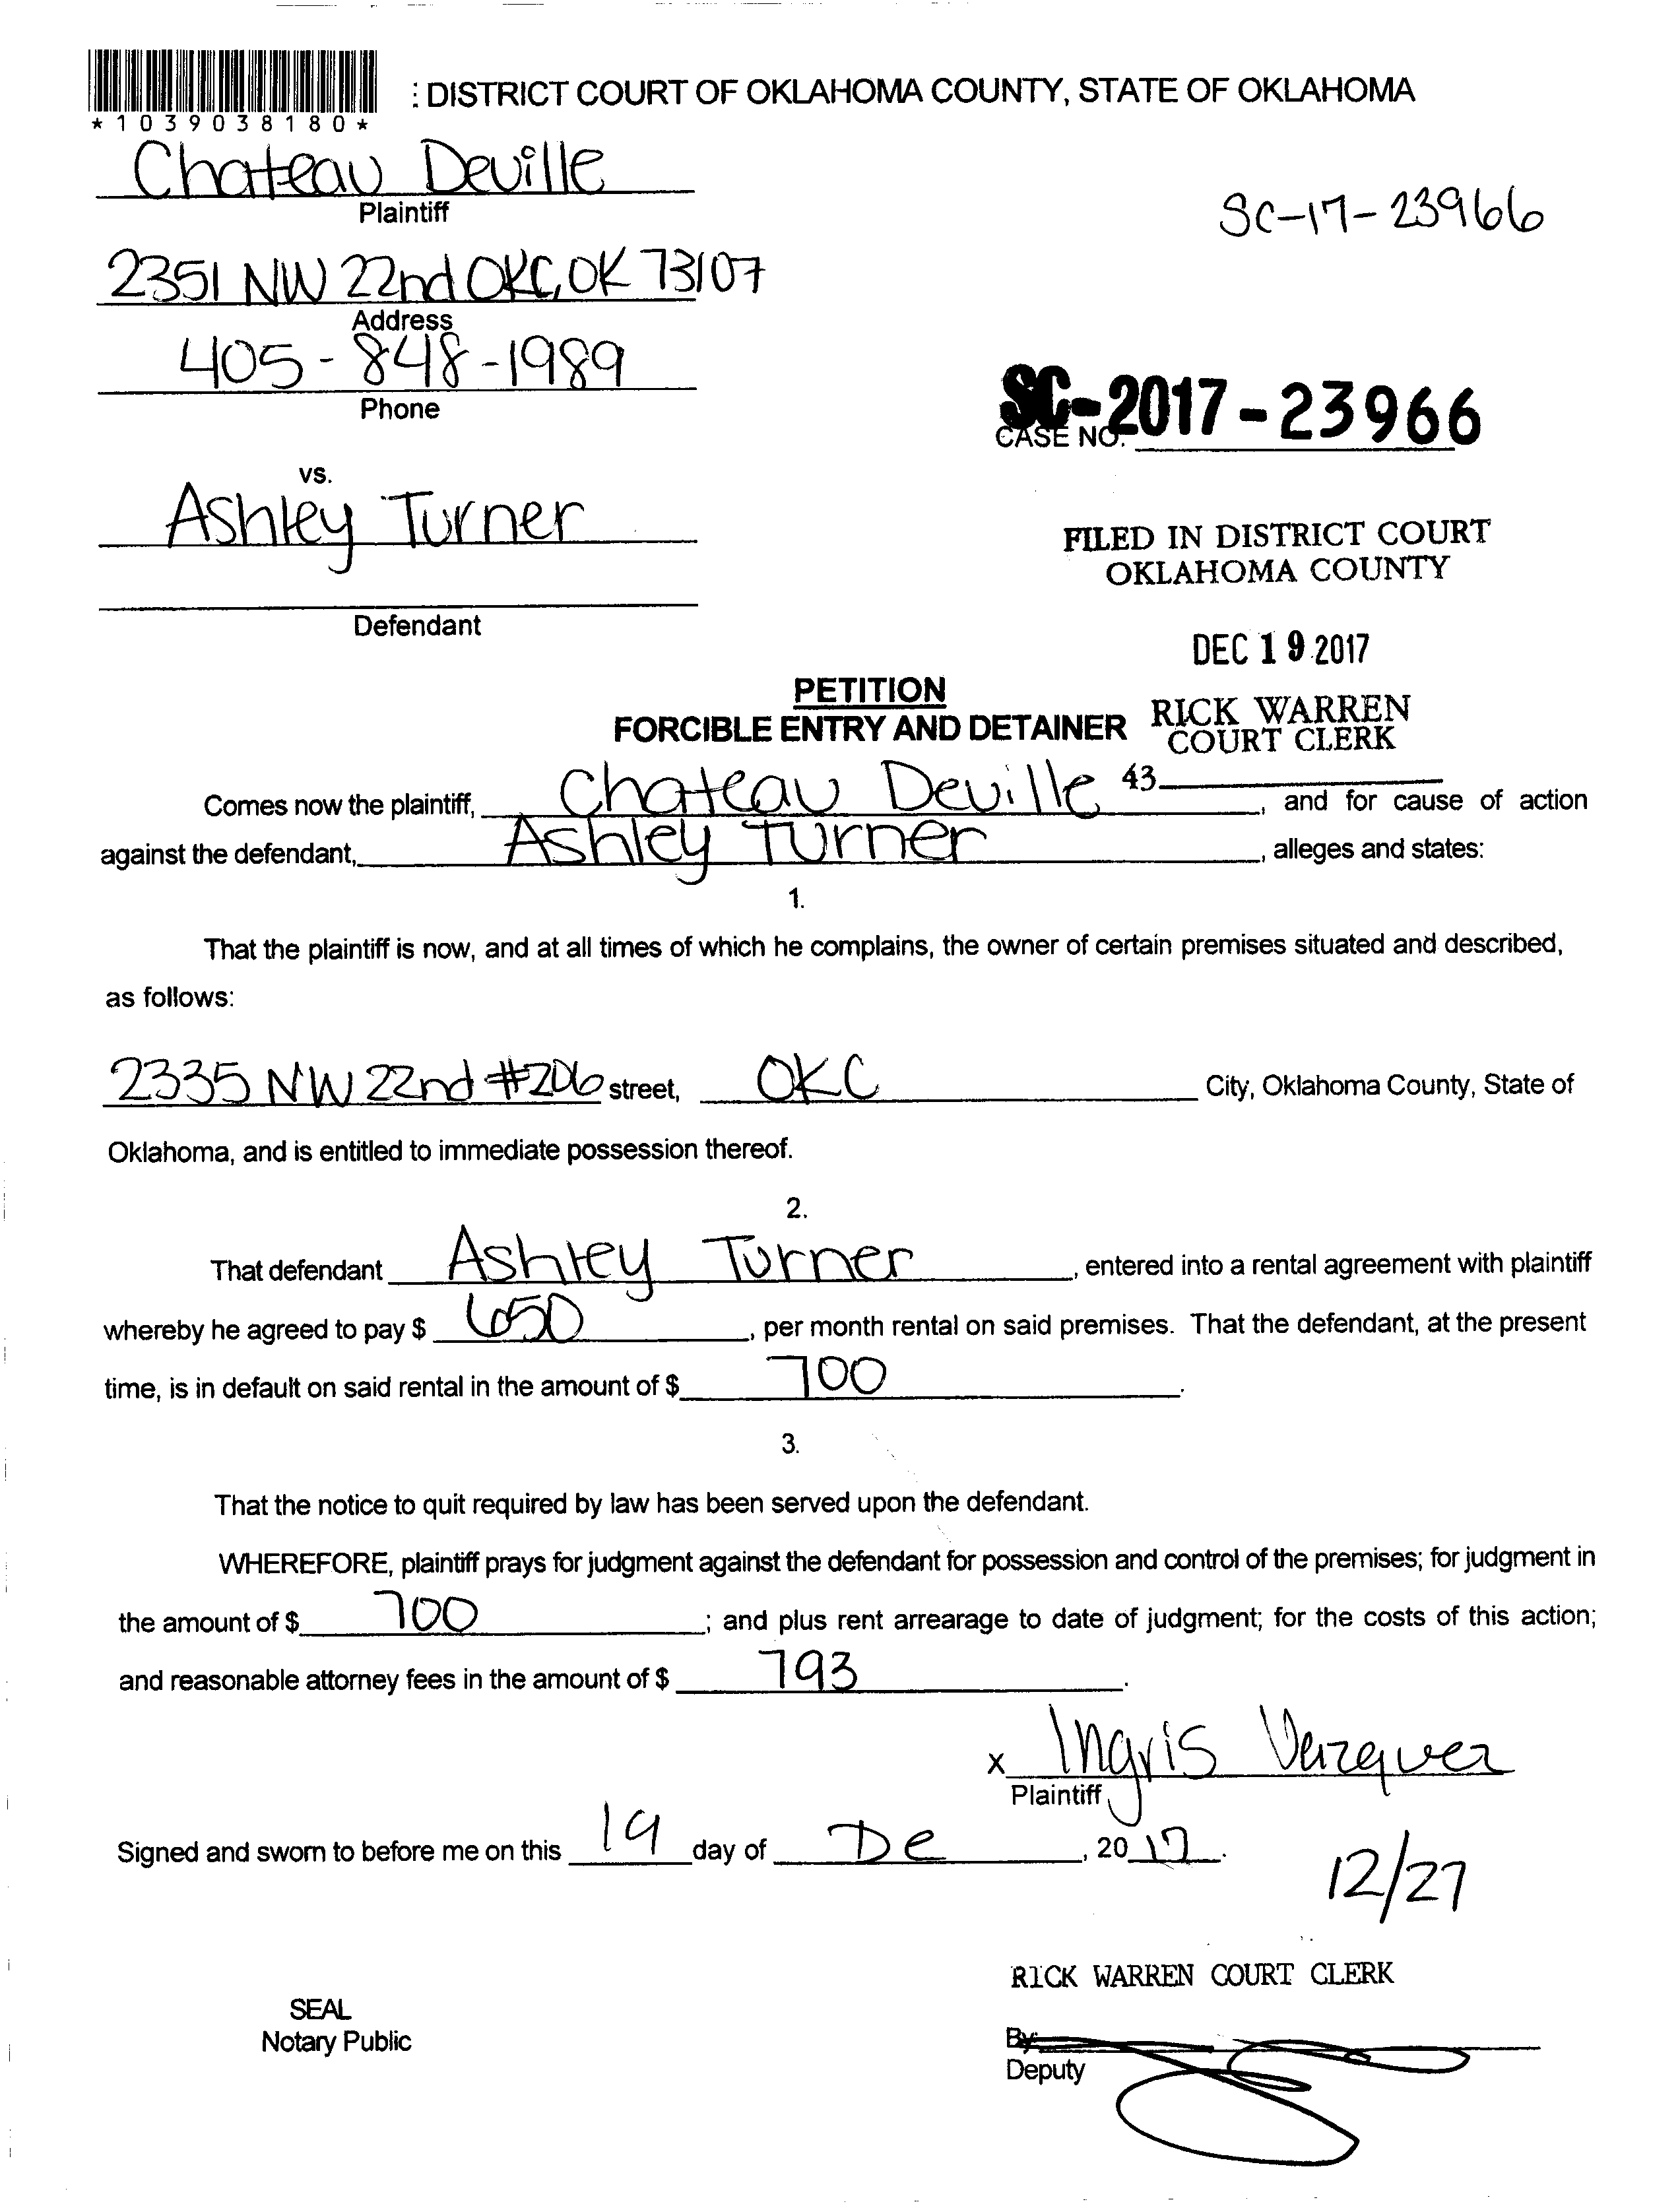 : DISTRICT COURT OF OKLAHOMA COUNTY, STATE OF OKLAHOMA
*1039038180*
Chateau Deville
Plaintiff
SC-17-23966
2351 NW 22nd OKC, OK 73107
Address
405-848-1989
Phone
SC-2017-23966
CASE NO.
vs.
Ashley Turner
FILED IN DISTRICT COURT
OKLAHOMA COUNTY
Defendant
DEC 19 2017
PETITION
FORCIBLE ENTRY AND DETAINER
RICK WARREN
COURT CLERK
43
Comes now the plaintiff, Chateau Deville, and for cause of action
against the defendant, Ashley Turner, alleges and states:
1.
That the plaintiff is now, and at all times of which he complains, the owner of certain premises situated and described,
as follows:
2335 NW 22nd #206 street, OKC City, Oklahoma County, State of
Oklahoma, and is entitled to immediate possession thereof.
2.
That defendant Ashley Turner, entered into a rental agreement with plaintiff
whereby he agreed to pay $ 650, per month rental on said premises. That the defendant, at the present
time, is in default on said rental in the amount of $ 700.
3.
That the notice to quit required by law has been served upon the defendant.
WHEREFORE, plaintiff prays for judgment against the defendant for possession and control of the premises; for judgment in
the amount of $ 700; and plus rent arrearage to date of judgment; for the costs of this action;
and reasonable attorney fees in the amount of $ 793.
x Ingris
Plaintiff
Signed and sworn to before me on this 19 day of De, 20 17.
12/27
RICK WARREN COURT CLERK
SEAL
Notary Public
By:
Deputy